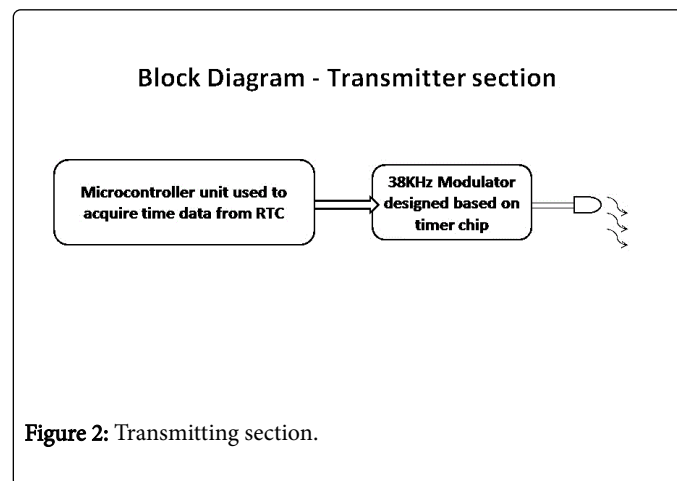 Block Diagram - Transmitter section
Microcontroller unit used to
acquire time data from RTC
38KHz Modulator
designed based on
timer chip
Figure 2: Transmitting section.